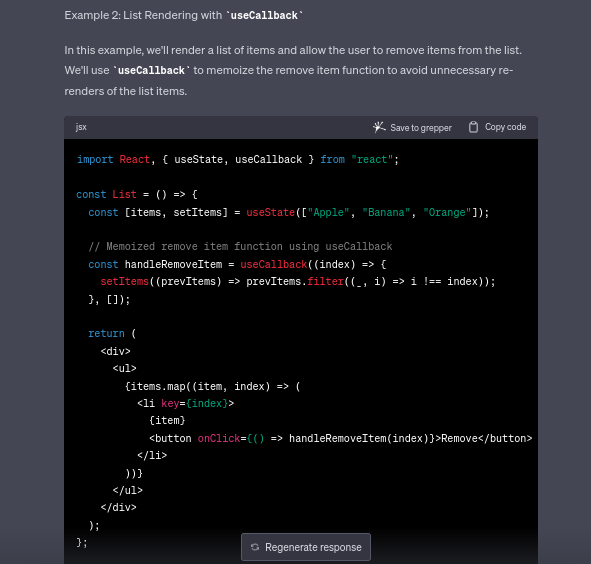 Example 2: List Rendering with `useCallback`
In this example, we'll render a list of items and allow the user to remove items from the list.
We'll use `useCallback` to memoize the remove item function to avoid unnecessary re-
renders of the list items.
jsx Save to grepper Copy code
import React, { useState, useCallback } from "react";
const List = () => {
  const [items, setItems] = useState(["Apple", "Banana", "Orange"]);
  // Memoized remove item function using useCallback
  const handleRemoveItem = useCallback((index) => {
    setItems((prevItems) => prevItems.filter((_, i) => i !== index));
  }, []);
  return (
    <div>
      <ul>
        {items.map((item, index) => (
          <li key={index}>
            {item}
            <button onClick={() => handleRemoveItem(index)}>Remove</button>
          </li>
        ))}
      </ul>
    </div>
  );
};
Regenerate response